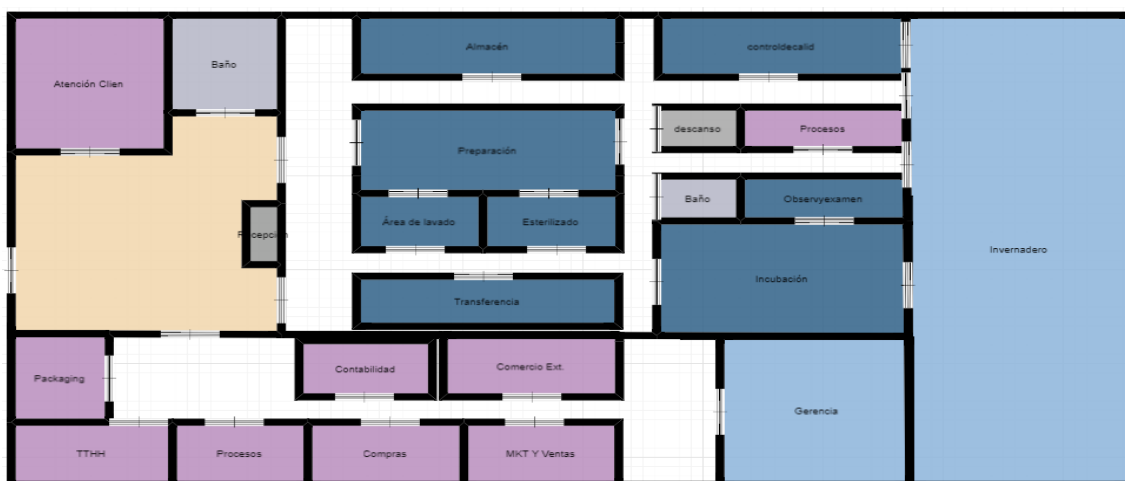 Almacén
controldecalid
Baño
Atención Clien
descanso
Procesos
Preparación
Baño
Observyexamen
Área de lavado
Esterilizado
Recepción
Invernadero
Incubación
Transferencia
Comercio Ext.
Contabilidad
Packaging
Gerencia
TTHH
Procesos
Compras
MKT Y Ventas